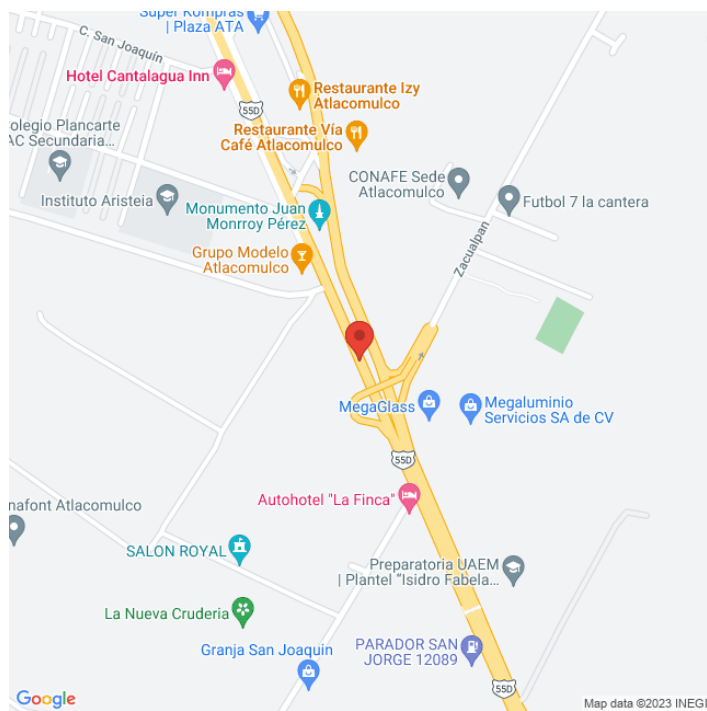 Super Kompras
| Plaza ATA
C. San Joaquín
Hotel Cantalagua Inn
55D
Restaurante Izy
Atlacomulco
Restaurante Vía
Café Atlacomulco
Colegio Plancarte
AC Secundaria...
CONAFE Sede
Atlacomulco
Instituto Aristeia
Futbol 7 la cantera
Monumento Juan
Monrroy Pérez
Grupo Modelo
Atlacomulco
Zacualpan
MegaGlass
Megaluminio
Servicios SA de CV
55D
Autohotel "La Finca"
nafont Atlacomulco
SALON ROYAL
Preparatoria UAEM
| Plantel “Isidro Fabela...
La Nueva Cruderia
Granja San Joaquin
PARADOR SAN
JORGE 12089
55D
Google
Map data ©2023 INEGI